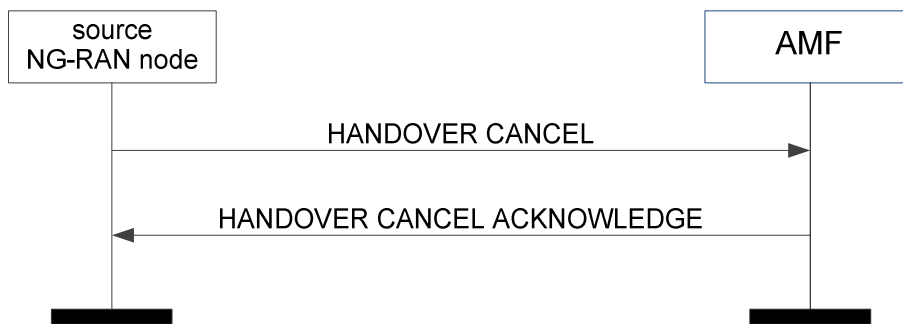 source
NG-RAN node
AMF
HANDOVER CANCEL
HANDOVER CANCEL ACKNOWLEDGE